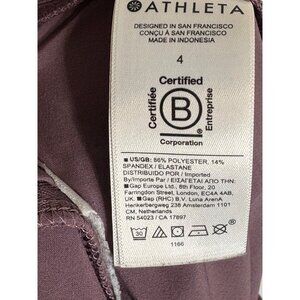 ATHLETA
DESIGNED IN SAN FRANCISCO
CONÇU À SAN FRANCISCO
MADE IN INDONESIA
4
Certified
Certifiée
B
Entreprise
Corporation
US/GB: 86% POLYESTER, 14%
SPANDEX / ELASTANE
DISTRIBUIDO POR / Imported
By/Importe Par / ΕΙΣΑΓΕΤΑΙ ΑΠΟ ΤΗΝ :
Gap Europe Ltd., 6th Floor, 20
Farringdon Street, London, EC4A 4AB,
UK. Gap (RHC) B.V. Luna ArenA
Herikerbergweg 238 Amsterdam 1101
CM, Netherlands
RN 54023 / CA 17897
30
1166